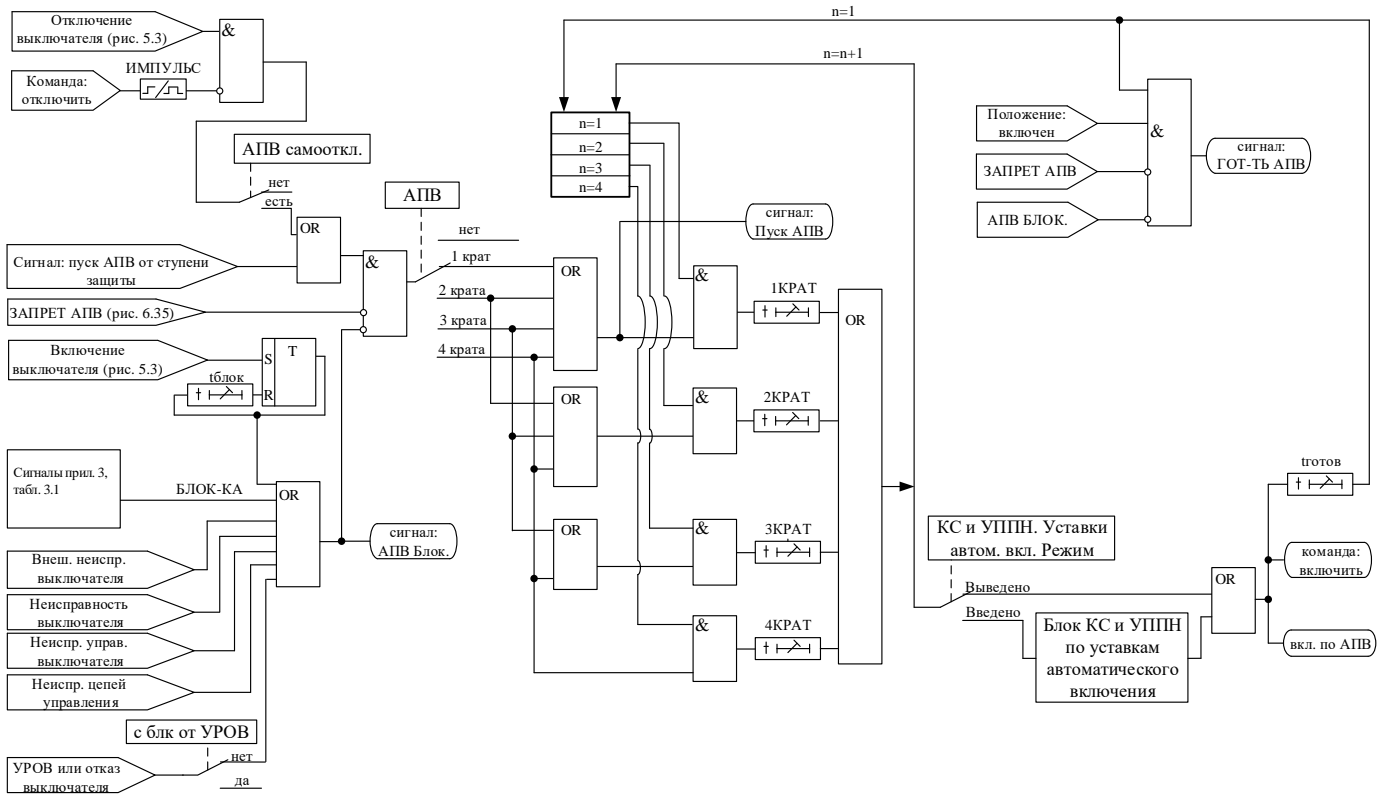 Отключение
выключателя (рис. 5.3)
&
Команда:
отключить
ИМПУЛЬС
АПВ самооткл.
нет
есть
OR
Сигнал: пуск АПВ от ступени
защиты
&
ЗАПРЕТ АПВ (рис. 6.35)
Включение
выключателя (рис. 5.3)
S
T
R
tблок
Сигналы прил. 3,
табл. 3.1
БЛОК-КА
OR
Внеш. неиспр.
выключателя
Неисправность
выключателя
Неиспр. управ.
выключателя
Неиспр. цепей
управления
с блк от УРОВ
УРОВ или отказ
выключателя
нет
да
сигнал:
АПВ Блок.
АПВ
нет
1 крат
2 крата
3 крата
4 крата
OR
OR
OR
n=1
n=n+1
n=1
n=2
n=3
n=4
сигнал:
Пуск АПВ
&
1КРАТ
&
2КРАТ
&
3КРАТ
&
4КРАТ
OR
Положение:
включен
ЗАПРЕТ АПВ
АПВ БЛОК.
&
сигнал:
ГОТ-ТЬ АПВ
КС и УППН. Уставки
автом. вкл. Режим
Выведено
Введено
Блок КС и УППН
по уставкам
автоматического
включения
OR
tготов
команда:
включить
вкл. по АПВ